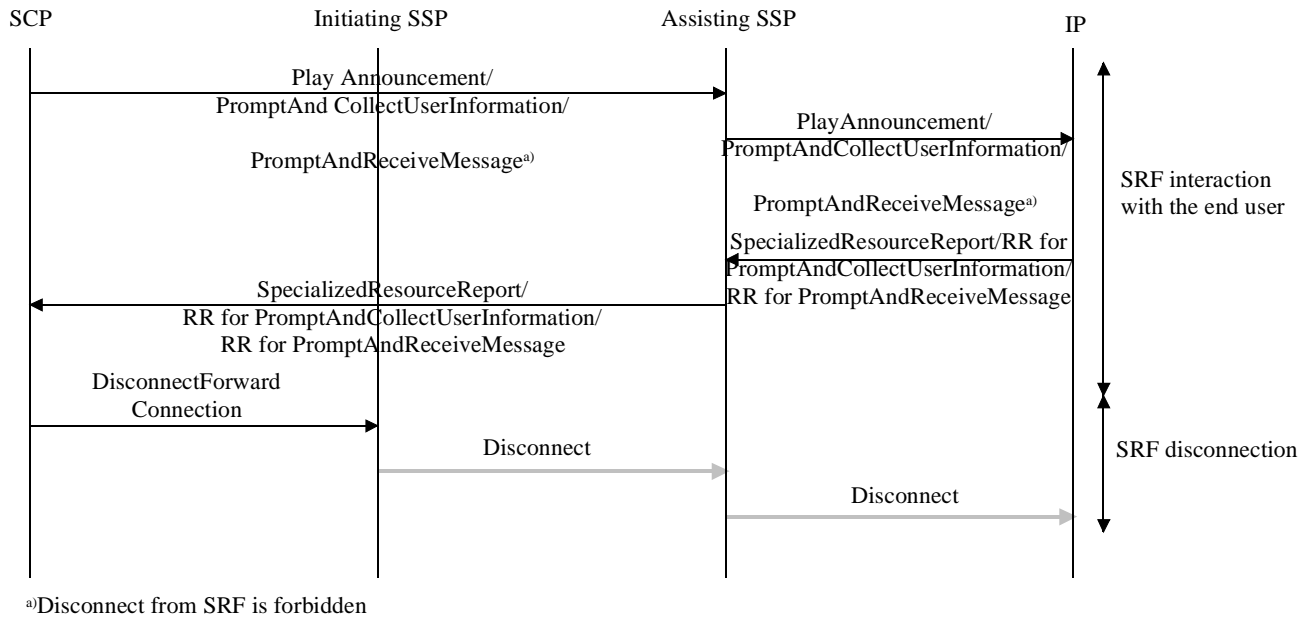 SCP
Initiating SSP
Assisting SSP
IP
Play Announcement/
PromptAnd CollectUserInformation/
PromptAndReceiveMessage a)
PlayAnnouncement/
PromptAndCollectUserInformation/
PromptAndReceiveMessage a)
SRF interaction
with the end user
SpecializedResourceReport/RR for
PromptAndCollectUserInformation/
RR for PromptAndReceiveMessage
SpecializedResourceReport/
RR for PromptAndCollectUserInformation/
RR for PromptAndReceiveMessage
DisconnectForward
Connection
Disconnect
SRF disconnection
Disconnect
a)Disconnect from SRF is forbidden